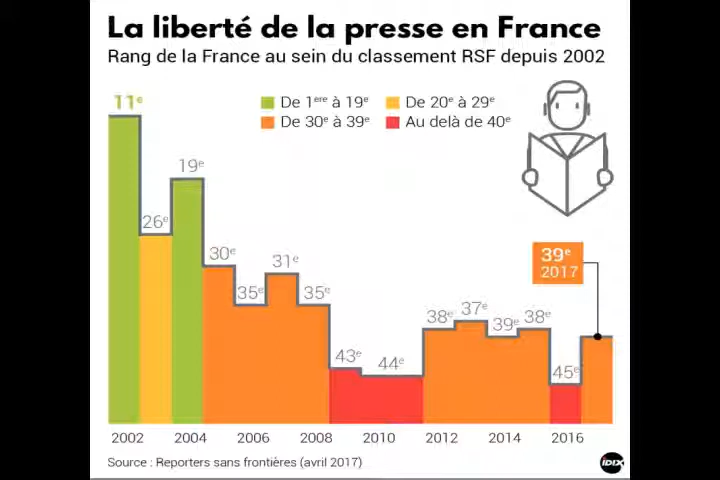 La liberté de la presse en France
Rang de la France au sein du classement RSF depuis 2002
De 1ère à 19e
De 20e à 29e
De 30e à 39e
Au delà de 40e
11e
26e
19e
30e
35e
31e
35e
43e
44e
38e
37e
39e
38e
45e
39e
2017
2002 2004 2006 2008 2010 2012 2014 2016
Source : Reporters sans frontières (avril 2017)
iDIX